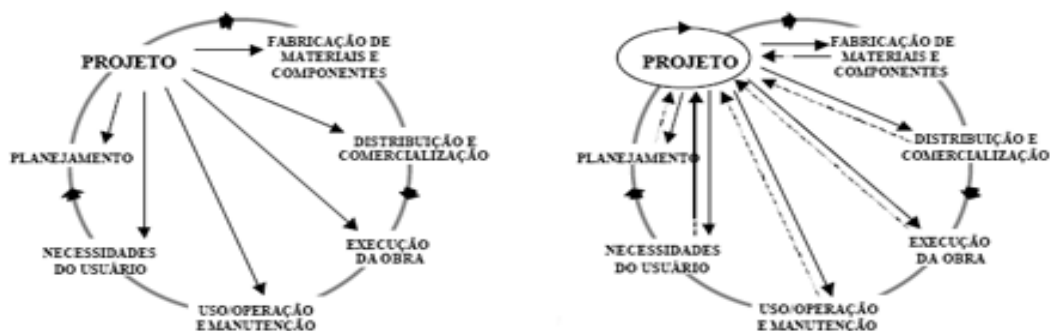 PROJETO
FABRICAÇÃO DE
MATERIAIS E
COMPONENTES
DISTRIBUIÇÃO E
COMERCIALIZAÇÃO
PLANEJAMENTO
EXECUÇÃO
DA OBRA
NECESSIDADES
DO USUÁRIO
USO/OPERAÇÃO
E MANUTENÇÃO
PROJETO
FABRICAÇÃO DE
MATERIAIS E
COMPONENTES
DISTRIBUIÇÃO E
COMERCIALIZAÇÃO
PLANEJAMENTO
EXECUÇÃO
DA OBRA
NECESSIDADES
DO USUÁRIO
USO/OPERAÇÃO
E MANUTENÇÃO